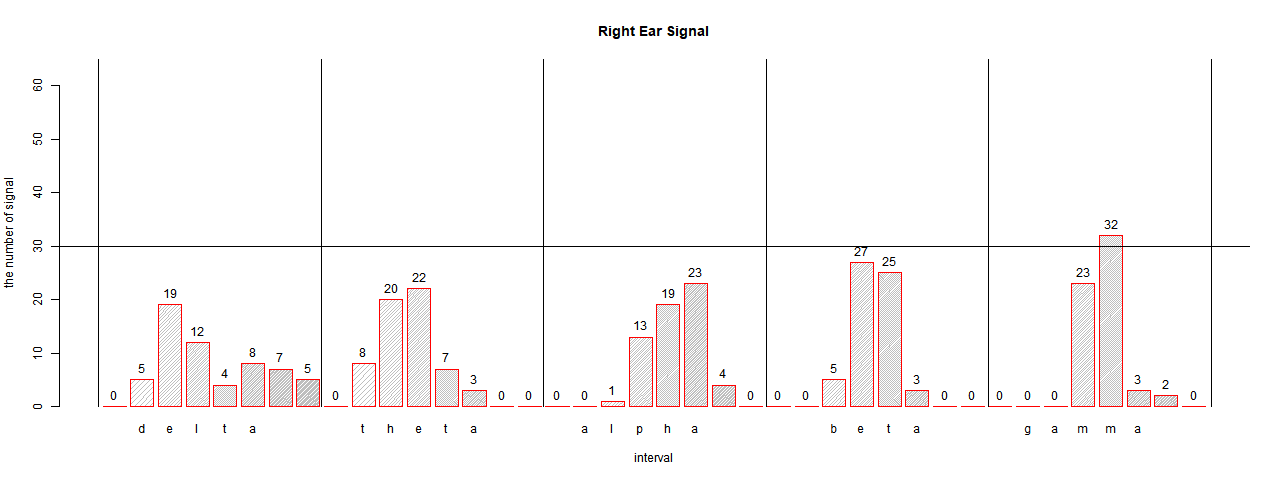 Right Ear Signal
the number of signal
60
50
40
30
20
10
0
0 5 19 12 4 8 7 5
0 8 20 22 7 3 0 0
0 0 1 13 19 23 4 0
0 0 5 27 25 3 0 0
0 0 0 23 32 3 2 0
d e l t a t h e t a a l p h a b e t a g a m m a
interval